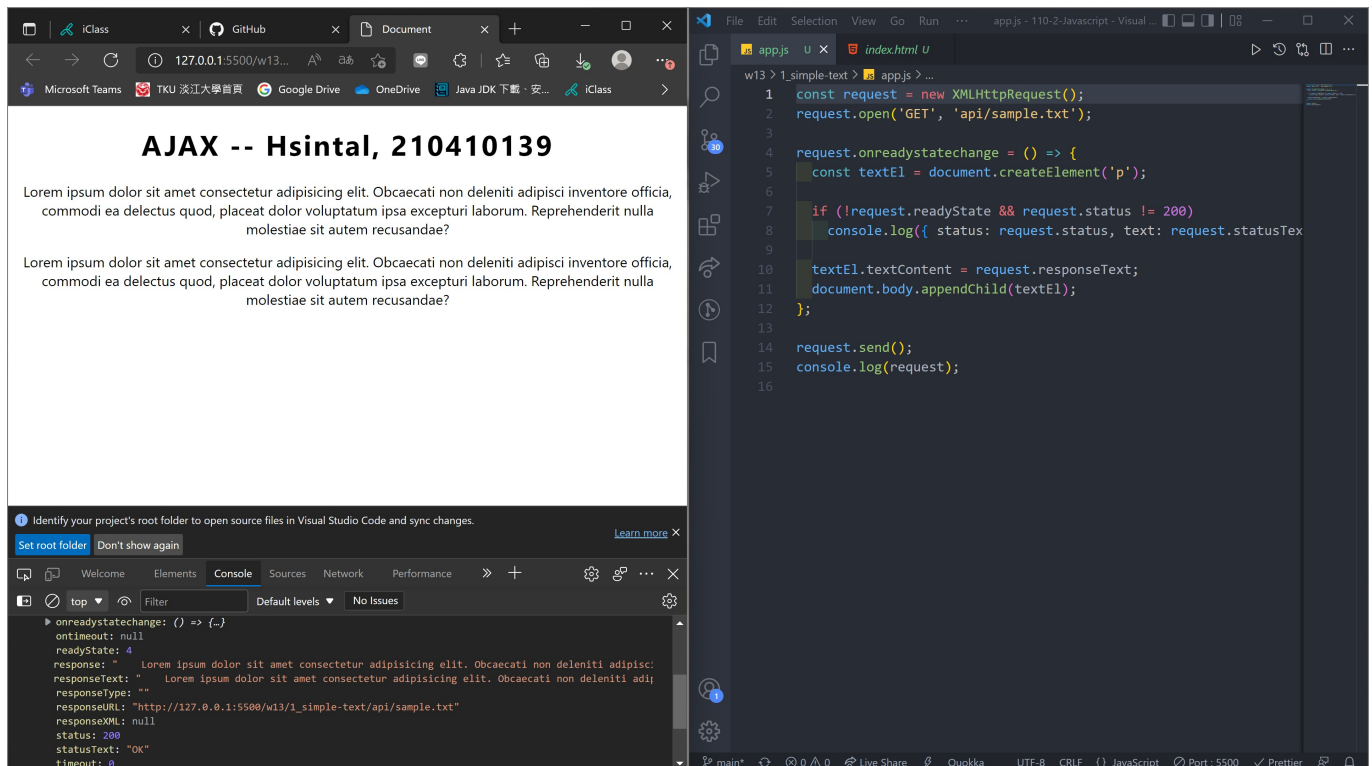 iClass
GitHub
Document
127.0.0.1:5500/w13...
Microsoft Teams
TKU 淡江大學首頁
Google Drive
OneDrive
Java JDK 下載、安...
iClass
AJAX -- Hsintal, 210410139
Lorem ipsum dolor sit amet consectetur adipisicing elit. Obcaecati non deleniti adipisci inventore officia,
commodi ea delectus quod, placeat dolor voluptatum ipsa excepturi laborum. Reprehenderit nulla
molestiae sit autem recusandae?
Lorem ipsum dolor sit amet consectetur adipisicing elit. Obcaecati non deleniti adipisci inventore officia,
commodi ea delectus quod, placeat dolor voluptatum ipsa excepturi laborum. Reprehenderit nulla
molestiae sit autem recusandae?
Identify your project's root folder to open source files in Visual Studio Code and sync changes.
Learn more
Set root folder Don't show again
Welcome Elements Console Sources Network Performance
top Filter Default levels No Issues
onreadystatechange: () => {…}
ontimeout: null
readyState: 4
response: " Lorem ipsum dolor sit amet consectetur adipisicing elit. Obcaecati non deleniti adipisc
responseText: " Lorem ipsum dolor sit amet consectetur adipisicing elit. Obcaecati non deleniti adip
responseType: ""
responseURL: "http://127.0.0.1:5500/w13/1_simple-text/api/sample.txt"
responseXML: null
status: 200
statusText: "OK"
timeout: 0
File Edit Selection View Go Run ··· app.js - 110-2-Javascript - Visual ...
JS app.js U index.html U
w13 > 1_simple-text > JS app.js > ...
30
1
1 const request = new XMLHttpRequest();
2 request.open('GET', 'api/sample.txt');
3
4 request.onreadystatechange = () => {
5 const textEl = document.createElement('p');
6
7 if (!request.readyState && request.status != 200)
8 console.log({ status: request.status, text: request.statusTex
9
10 textEl.textContent = request.responseText;
11 document.body.appendChild(textEl);
12 };
13
14 request.send();
15 console.log(request);
16
main* 0 0 Live Share Quokka UTF-8 CRLF {} JavaScript Port : 5500 Prettier